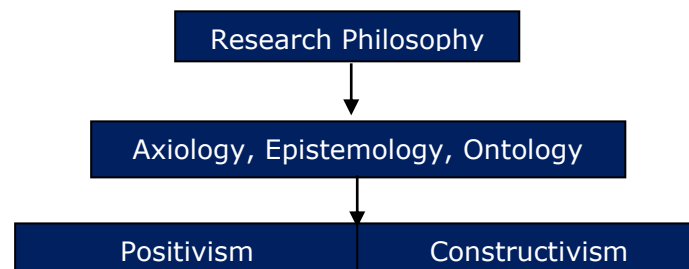 Research Philosophy
Axiology, Epistemology, Ontology
Positivism
Constructivism